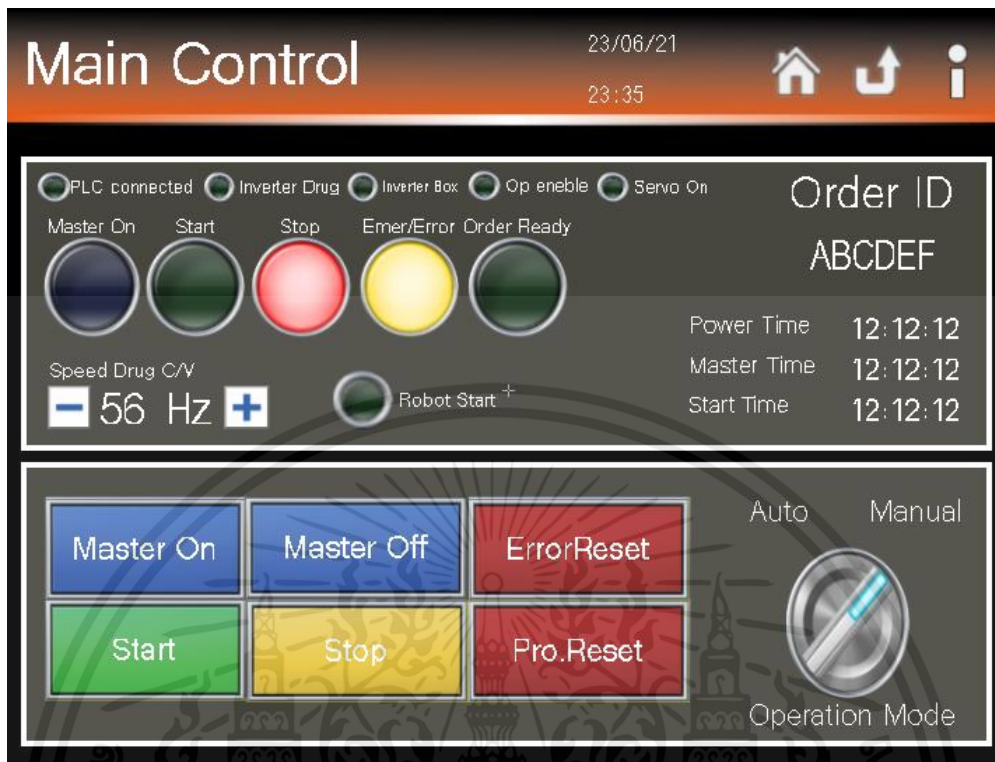 Main Control
23/06/21
23:35
PLC connected Inverter Drug Inverter Box Op eneble Servo On
Master On Start Stop Emer/Error Order Ready
Order ID
ABCDEF
Speed Drug C/V
56 Hz
Robot Start
Power Time 12:12:12
Master Time 12:12:12
Start Time 12:12:12
Master On Master Off ErrorReset
Start Stop Pro.Reset
Auto Manual
Operation Mode